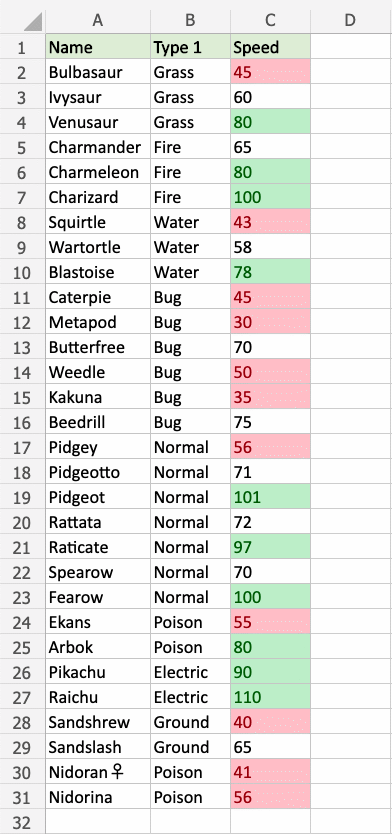 A B C D
1 Name Type 1 Speed
2 Bulbasaur Grass 45
3 Ivysaur Grass 60
4 Venusaur Grass 80
5 Charmander Fire 65
6 Charmeleon Fire 80
7 Charizard Fire 100
8 Squirtle Water 43
9 Wartortle Water 58
10 Blastoise Water 78
11 Caterpie Bug 45
12 Metapod Bug 30
13 Butterfree Bug 70
14 Weedle Bug 50
15 Kakuna Bug 35
16 Beedrill Bug 75
17 Pidgey Normal 56
18 Pidgeotto Normal 71
19 Pidgeot Normal 101
20 Rattata Normal 72
21 Raticate Normal 97
22 Spearow Normal 70
23 Fearow Normal 100
24 Ekans Poison 55
25 Arbok Poison 80
26 Pikachu Electric 90
27 Raichu Electric 110
28 Sandshrew Ground 40
29 Sandslash Ground 65
30 Nidoran♀ Poison 41
31 Nidorina Poison 56
32